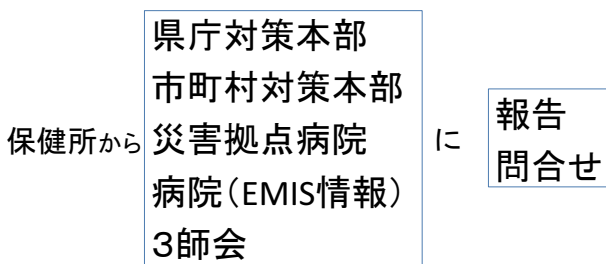 保健所から
県庁対策本部
市町村対策本部
災害拠点病院
病院（EMIS情報）
３師会
に
報告
問合せ